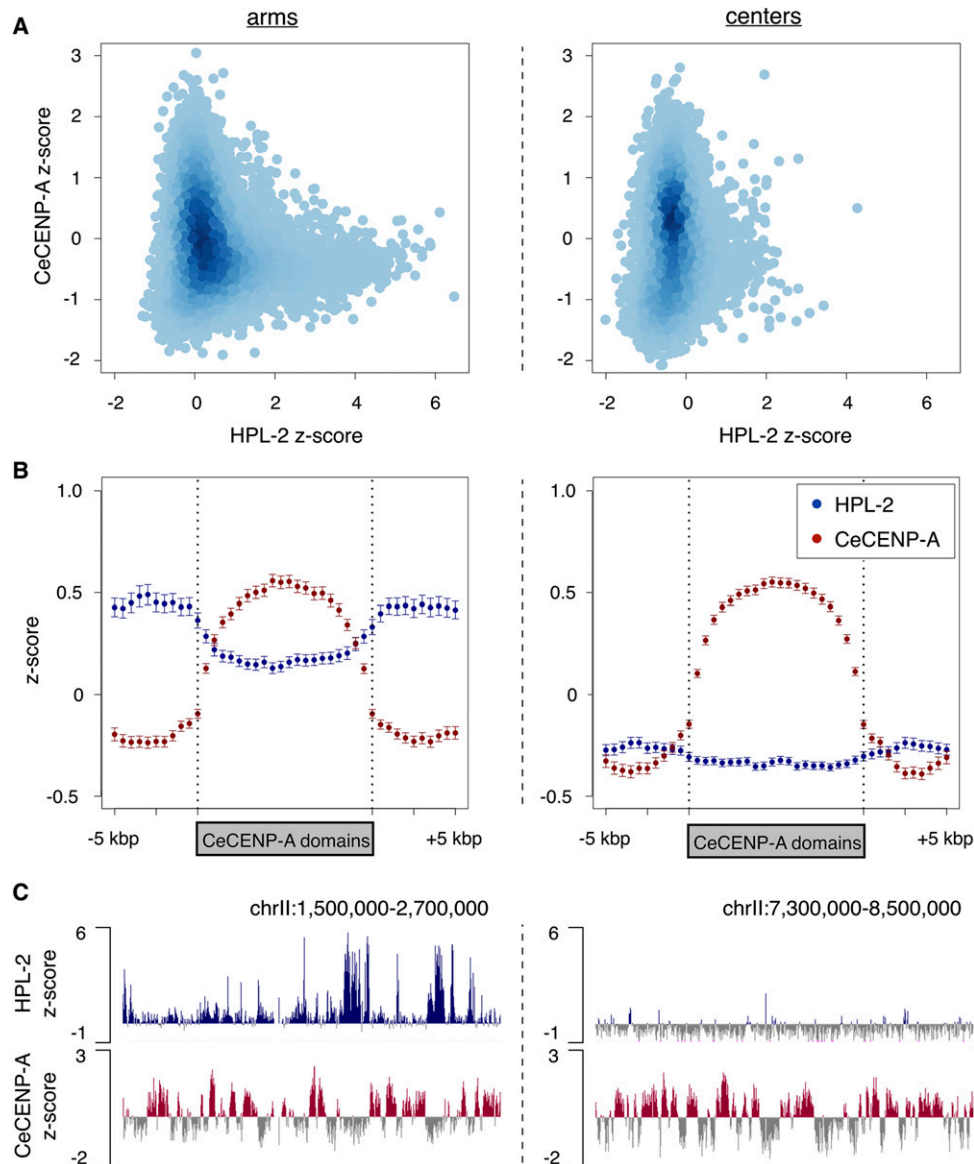 A
arms
centers
CeCENP-A z-score
3
2
1
0
-1
-2
-2
0
2
4
6
HPL-2 z-score
3
2
1
0
-1
-2
-2
0
2
4
6
HPL-2 z-score
B
z-score
1.0
0.5
0
-0.5
-5 kbp
CeCENP-A domains
+5 kbp
1.0
0.5
0
-0.5
HPL-2
CeCENP-A
-5 kbp
CeCENP-A domains
+5 kbp
C
chrII:1,500,000-2,700,000
chrII:7,300,000-8,500,000
HPL-2
z-score
6
-1
6
-1
CeCENP-A
z-score
3
-2
3
-2